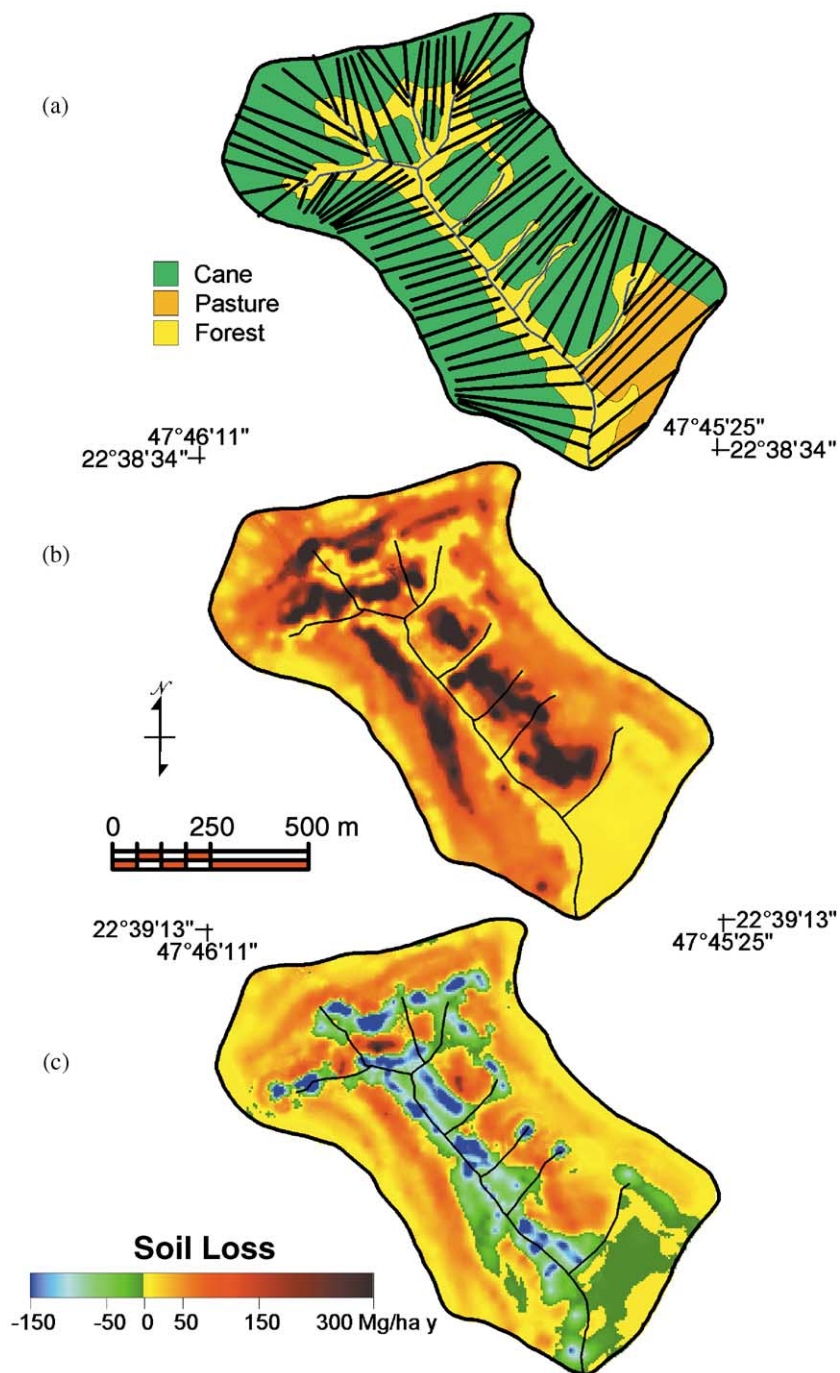 (a)
Cane
Pasture
Forest
47°46'11"
22°38'34"
47°45'25"
22°38'34"
(b)
N
0 250 500 m
22°39'13"
47°46'11"
22°39'13"
47°45'25"
(c)
Soil Loss
-150 -50 0 50 150 300 Mg/ha y